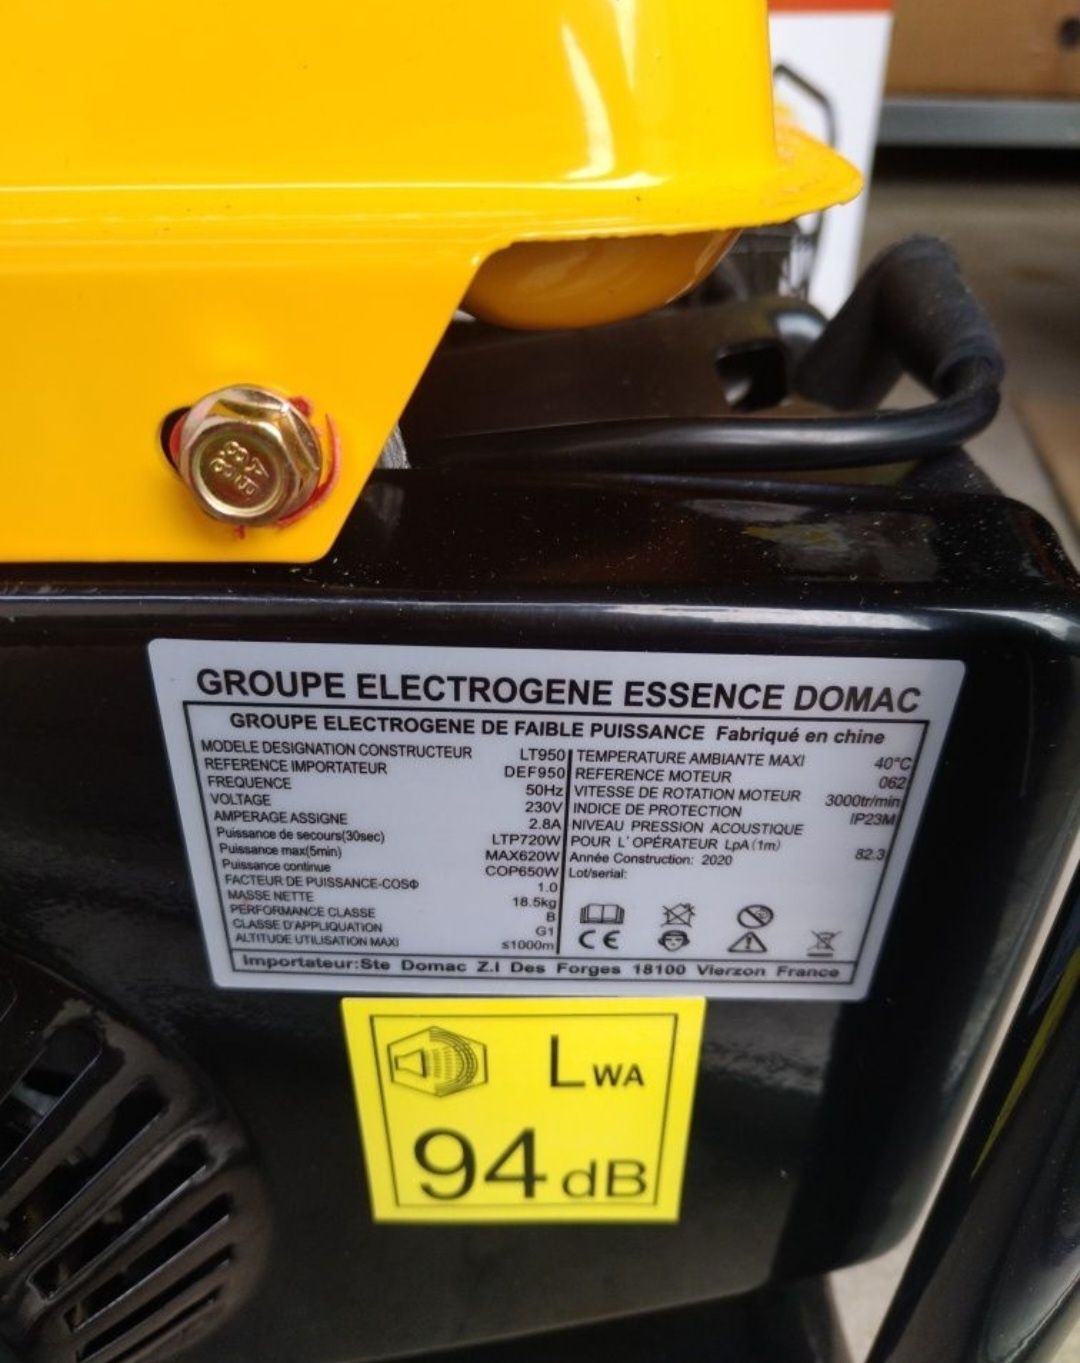 GROUPE ELECTROGENE ESSENCE DOMAC
GROUPE ELECTROGENE DE FAIBLE PUISSANCE Fabriqué en chine
MODELE DESIGNATION CONSTRUCTEUR LT950
REFERENCE IMPORTATEUR DEF950
FREQUENCE 50Hz
VOLTAGE 230V
AMPERAGE ASSIGNE 2.8A
Puissance de secours(30sec) LTP720W
Puissance max(5min) MAX620W
Puissance continue COP650W
FACTEUR DE PUISSANCE-COSΦ 1.0
MASSE NETTE 18.5kg
PERFORMANCE CLASSE B
CLASSE D'APPLIQUATION G1
ALTITUDE UTILISATION MAXI ≤1000m
TEMPERATURE AMBIANTE MAXI 40°C
REFERENCE MOTEUR 062
VITESSE DE ROTATION MOTEUR 3000tr/min
INDICE DE PROTECTION IP23M
NIVEAU PRESSION ACOUSTIQUE
POUR L'OPÉRATEUR LpA(1m) 82.3
Année Construction: 2020
Lot/serial:
CE
Importateur:Ste Domac Z.I Des Forges 18100 Vierzon France
LWA
94dB